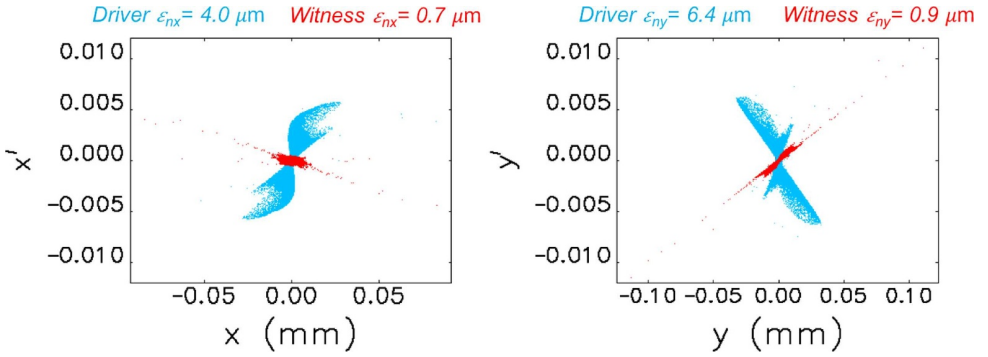 Driver εnx= 4.0 μm Witness εnx= 0.7 μm
0.010
0.005
0.000
−0.005
−0.010
x'
−0.05 0.00 0.05
x (mm)
Driver εny= 6.4 μm Witness εny= 0.9 μm
0.010
0.005
0.000
−0.005
−0.010
y'
−0.10 −0.05 0.00 0.05 0.10
y (mm)